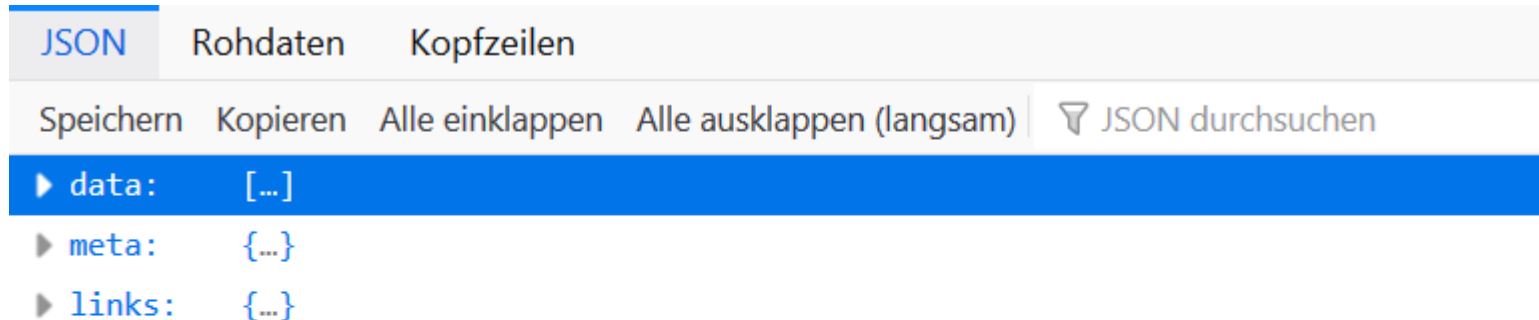 JSON Rohdaten Kopfzeilen
Speichern Kopieren Alle einklappen Alle ausklappen (langsam) JSON durchsuchen
data: […]
meta: {…}
links: {…}